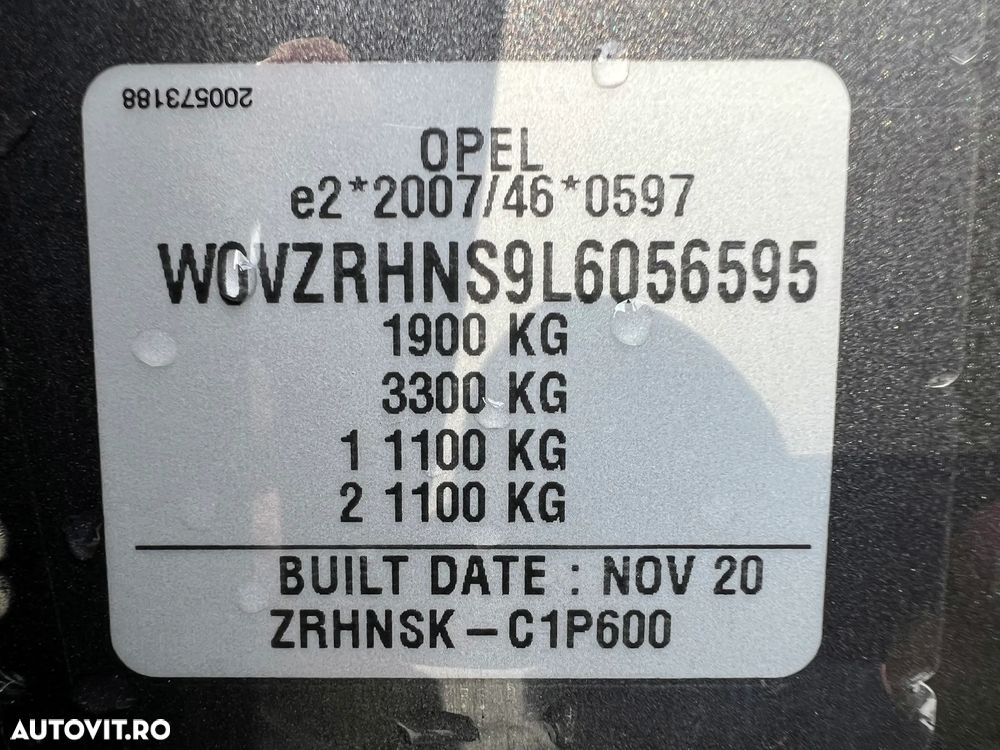 200573188
OPEL
e2*2007/46*0597
W0VZRHNS9L6056595
1900 KG
3300 KG
1 1100 KG
2 1100 KG
BUILT DATE : NOV 20
ZRHNSK - C1P600
AUTOVIT.RO